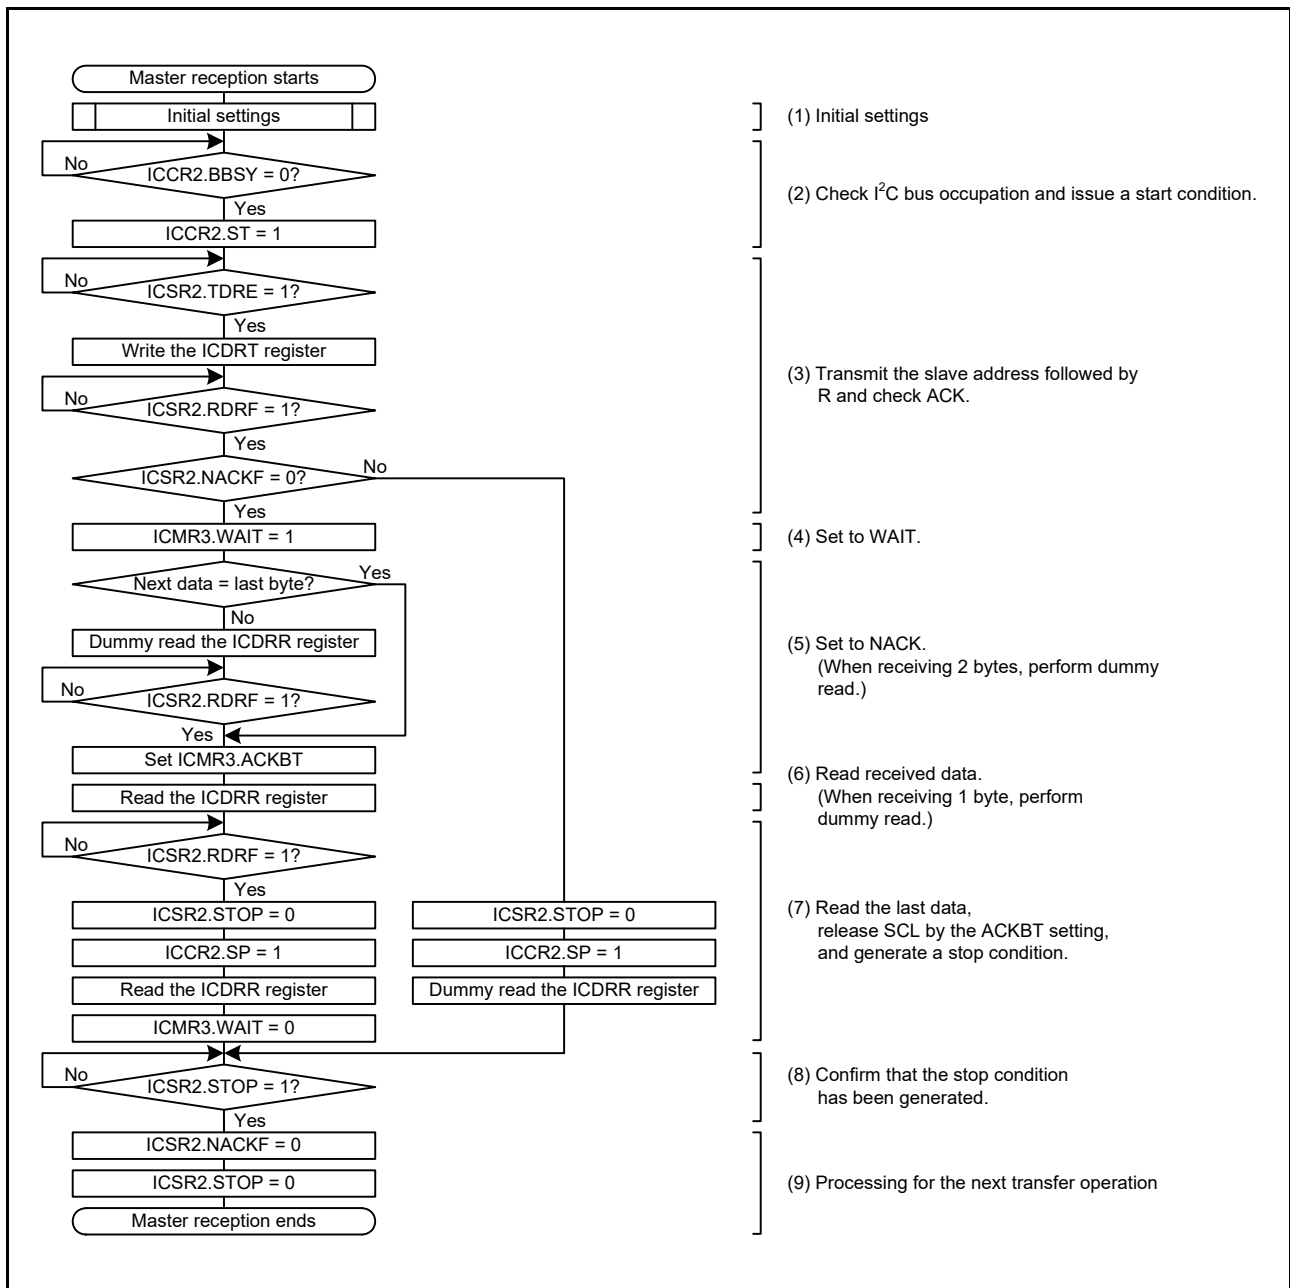 Master reception starts
Initial settings
No
ICCR2.BBSY = 0?
Yes
ICCR2.ST = 1
No
ICSR2.TDRE = 1?
Yes
Write the ICDRT register
No
ICSR2.RDRF = 1?
Yes
ICSR2.NACKF = 0?
No
Yes
ICMR3.WAIT = 1
Next data = last byte?
Yes
No
Dummy read the ICDRR register
No
ICSR2.RDRF = 1?
Yes
Set ICMR3.ACKBT
Read the ICDRR register
No
ICSR2.RDRF = 1?
Yes
ICSR2.STOP = 0
ICCR2.SP = 1
Read the ICDRR register
ICMR3.WAIT = 0
ICSR2.STOP = 0
ICCR2.SP = 1
Dummy read the ICDRR register
No
ICSR2.STOP = 1?
Yes
ICSR2.NACKF = 0
ICSR2.STOP = 0
Master reception ends
(1) Initial settings
(2) Check I²C bus occupation and issue a start condition.
(3) Transmit the slave address followed by
R and check ACK.
(4) Set to WAIT.
(5) Set to NACK.
(When receiving 2 bytes, perform dummy
read.)
(6) Read received data.
(When receiving 1 byte, perform
dummy read.)
(7) Read the last data,
release SCL by the ACKBT setting,
and generate a stop condition.
(8) Confirm that the stop condition
has been generated.
(9) Processing for the next transfer operation